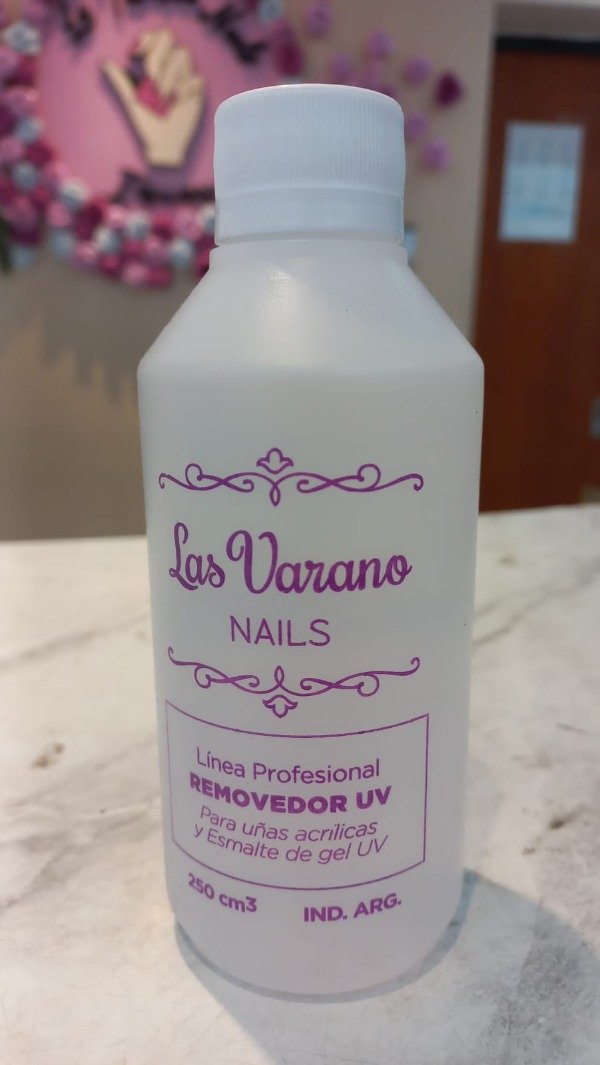 Las Varano
NAILS
Línea Profesional
REMOVEDOR UV
Para uñas acrílicas
y Esmalte de gel UV
250 cm3
IND. ARG.